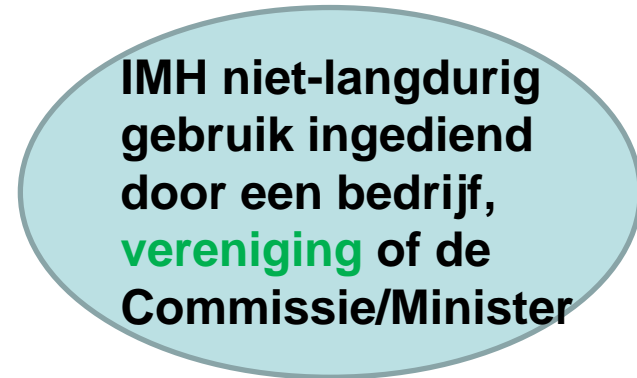 IMH niet-langdurig
gebruik ingediend
door een bedrijf,
vereniging of de
Commissie/Minister